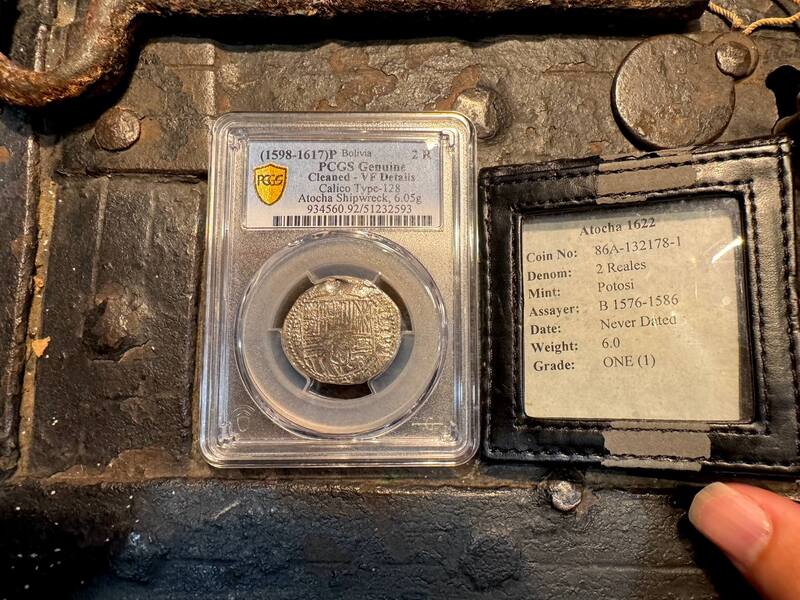 (1598-1617)P Bolivia 2 R
PCGS Genuine
Cleaned - VF Details
Calico Type-128
Atocha Shipwreck, 6.05g
934560.92/51232593
PCGS
Atocha 1622
Coin No: 86A-132178-1
Denom: 2 Reales
Mint: Potosi
Assayer: B 1576-1586
Date: Never Dated
Weight: 6.0
Grade: ONE (1)